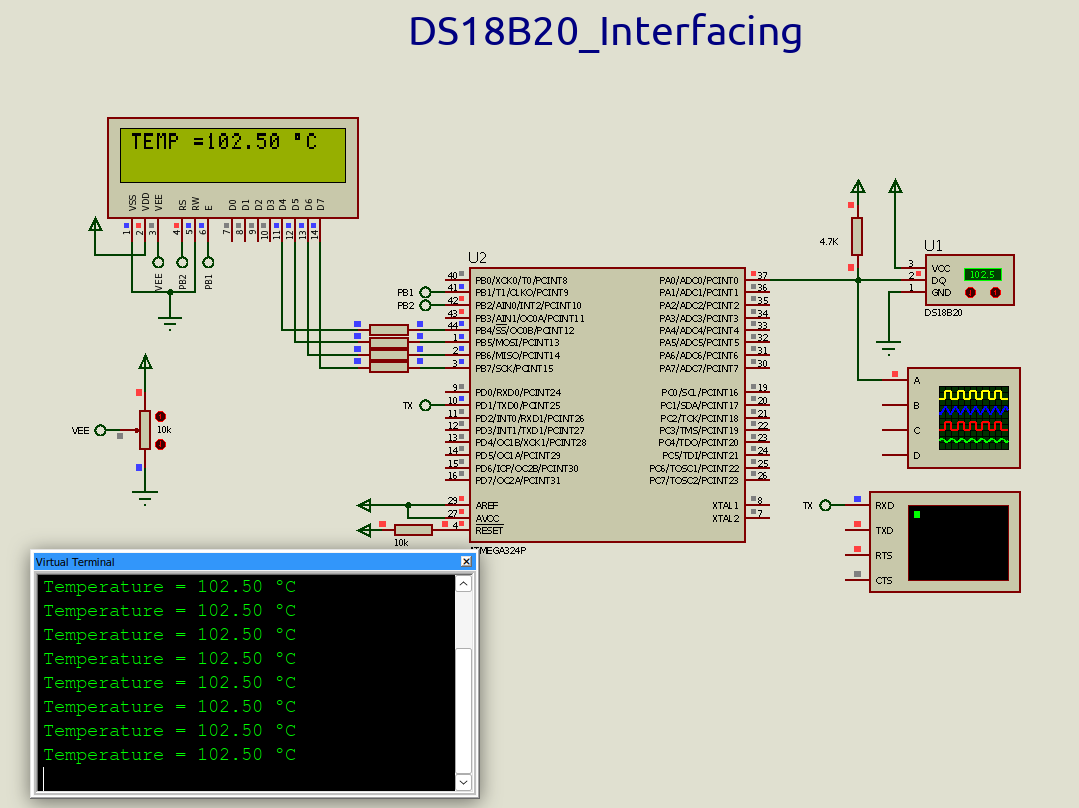 DS18B20_Interfacing
TEMP =102.50 °C
VSS VDD VEE RS RW E D0 D1 D2 D3 D4 D5 D6 D7
1 2 3 4 5 6 7 8 9 10 11 12 13 14
VEE PB2 PB1
VEE
10k
U2
40 PB0/XCK0/T0/PCINT8 PA0/ADC0/PCINT0 37
PB1 41 PB1/T1/CLKO/PCINT9 PA1/ADC1/PCINT1 36
PB2 42 PB2/AIN0/INT2/PCINT10 PA2/ADC2/PCINT2 35
43 PB3/AIN1/OC0A/PCINT11 PA3/ADC3/PCINT3 34
44 PB4/SS/OC0B/PCINT12 PA4/ADC4/PCINT4 33
1 PB5/MOSI/PCINT13 PA5/ADC5/PCINT5 32
2 PB6/MISO/PCINT14 PA6/ADC6/PCINT6 31
3 PB7/SCK/PCINT15 PA7/ADC7/PCINT7 30
9 PD0/RXD0/PCINT24 PC0/SCL/PCINT16 19
TX 10 PD1/TXD0/PCINT25 PC1/SDA/PCINT17 20
11 PD2/INT0/RXD1/PCINT26 PC2/TCK/PCINT18 21
12 PD3/INT1/TXD1/PCINT27 PC3/TMS/PCINT19 22
13 PD4/OC1B/XCK1/PCINT28 PC4/TDO/PCINT20 23
14 PD5/OC1A/PCINT29 PC5/TDI/PCINT21 24
15 PD6/ICP/OC2B/PCINT30 PC6/TOSC1/PCINT22 25
16 PD7/OC2A/PCINT31 PC7/TOSC2/PCINT23 26
29 AREF XTAL1 8
27 AVCC XTAL2 7
4 RESET
10k
ATMEGA324P
4.7K
U1
3 VCC
2 DQ
1 GND
102.5
DS18B20
A
B
C
D
TX RXD
TXD
RTS
CTS
Virtual Terminal
Temperature = 102.50 °C
Temperature = 102.50 °C
Temperature = 102.50 °C
Temperature = 102.50 °C
Temperature = 102.50 °C
Temperature = 102.50 °C
Temperature = 102.50 °C
Temperature = 102.50 °C